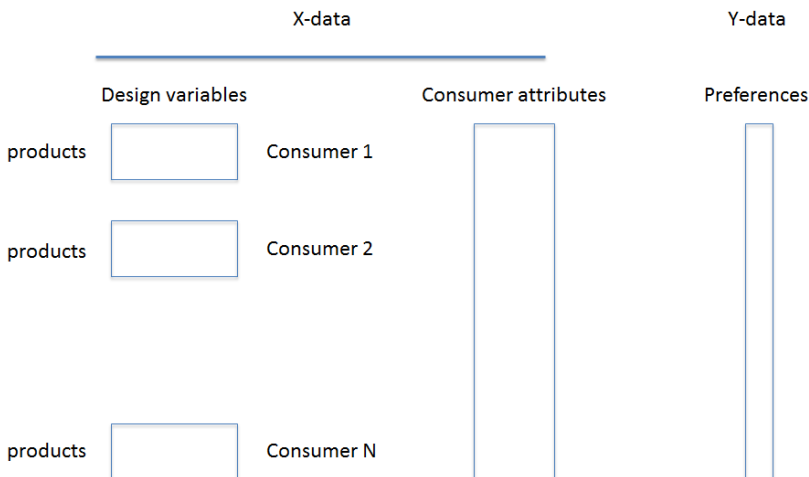 X-data Y-data
Design variables Consumer attributes Preferences
products Consumer 1
products Consumer 2
products Consumer N